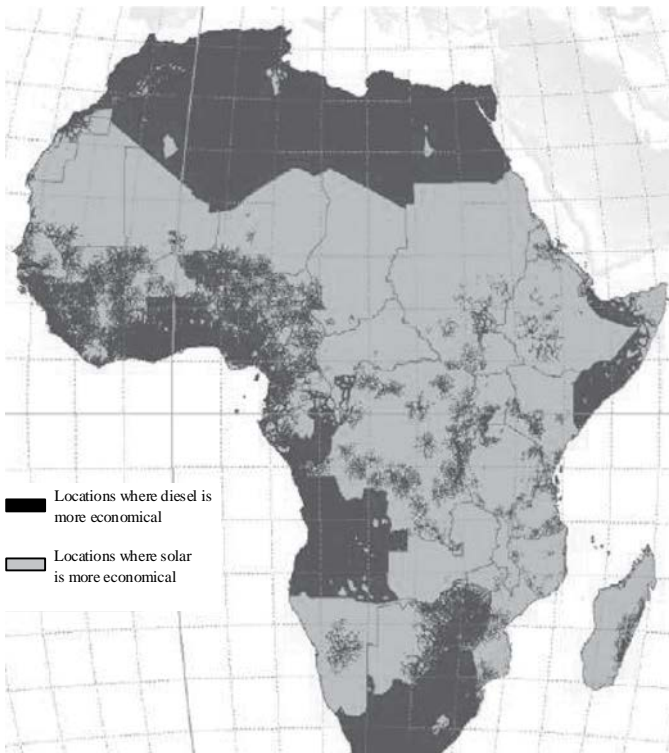 Locations where diesel is
more economical
Locations where solar
is more economical